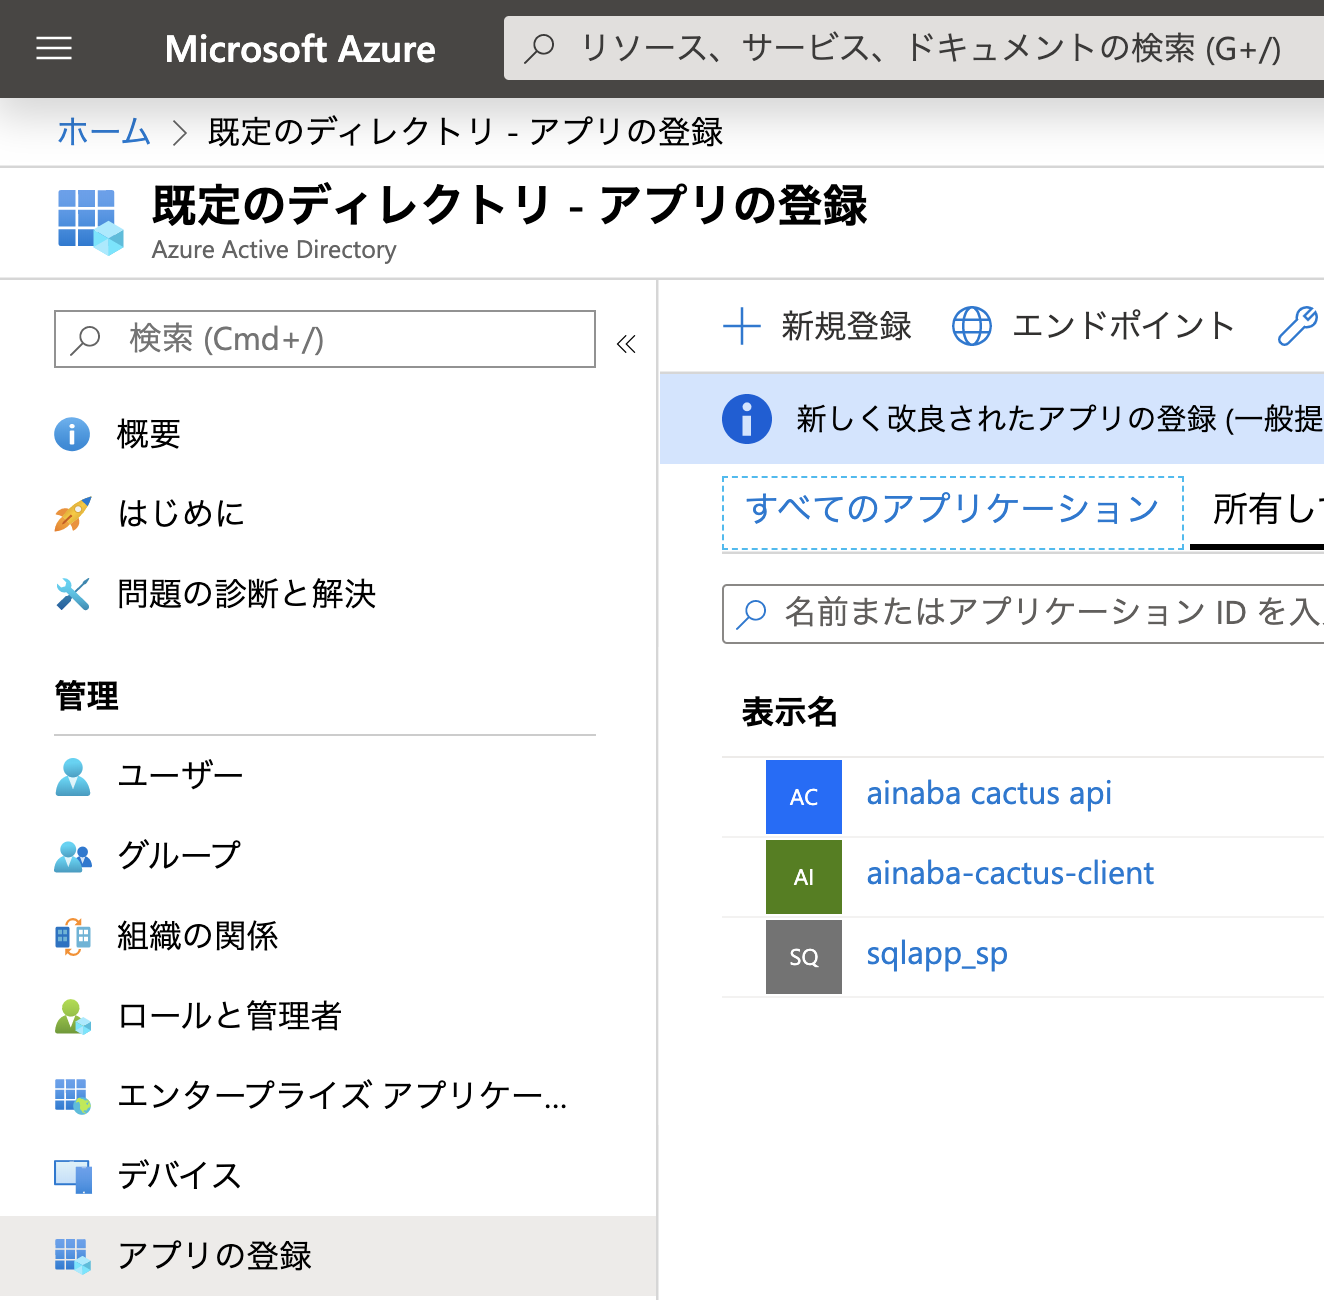 Microsoft Azure
リソース、サービス、ドキュメントの検索 (G+/)
ホーム > 既定のディレクトリ - アプリの登録
既定のディレクトリ - アプリの登録
Azure Active Directory
検索 (Cmd+/)
«
概要
はじめに
問題の診断と解決
管理
ユーザー
グループ
組織の関係
ロールと管理者
エンタープライズ アプリケー...
デバイス
アプリの登録
新規登録
エンドポイント
新しく改良されたアプリの登録 (一般提
すべてのアプリケーション
所有し
名前またはアプリケーション ID を入
表示名
AC ainaba cactus api
AI ainaba-cactus-client
SQ sqlapp_sp